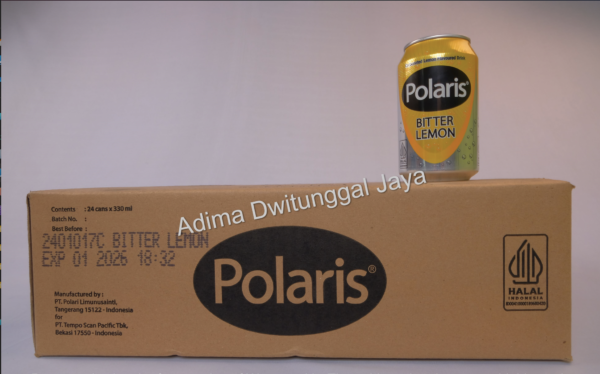 Polaris®
BITTER
LEMON
Adima Dwitunggal Jaya
Contents : 24 cans x 330 ml
Batch No. :
Best Before :
2401017C BITTER LEMON
EXP 01 2026 18:32
Polaris®
Manufactured by :
PT. Polari Limunusainti,
Tangerang 15122 - Indonesia
for
PT. Tempo Scan Pacific Tbk,
Bekasi 17550 - Indonesia
HALAL
INDONESIA